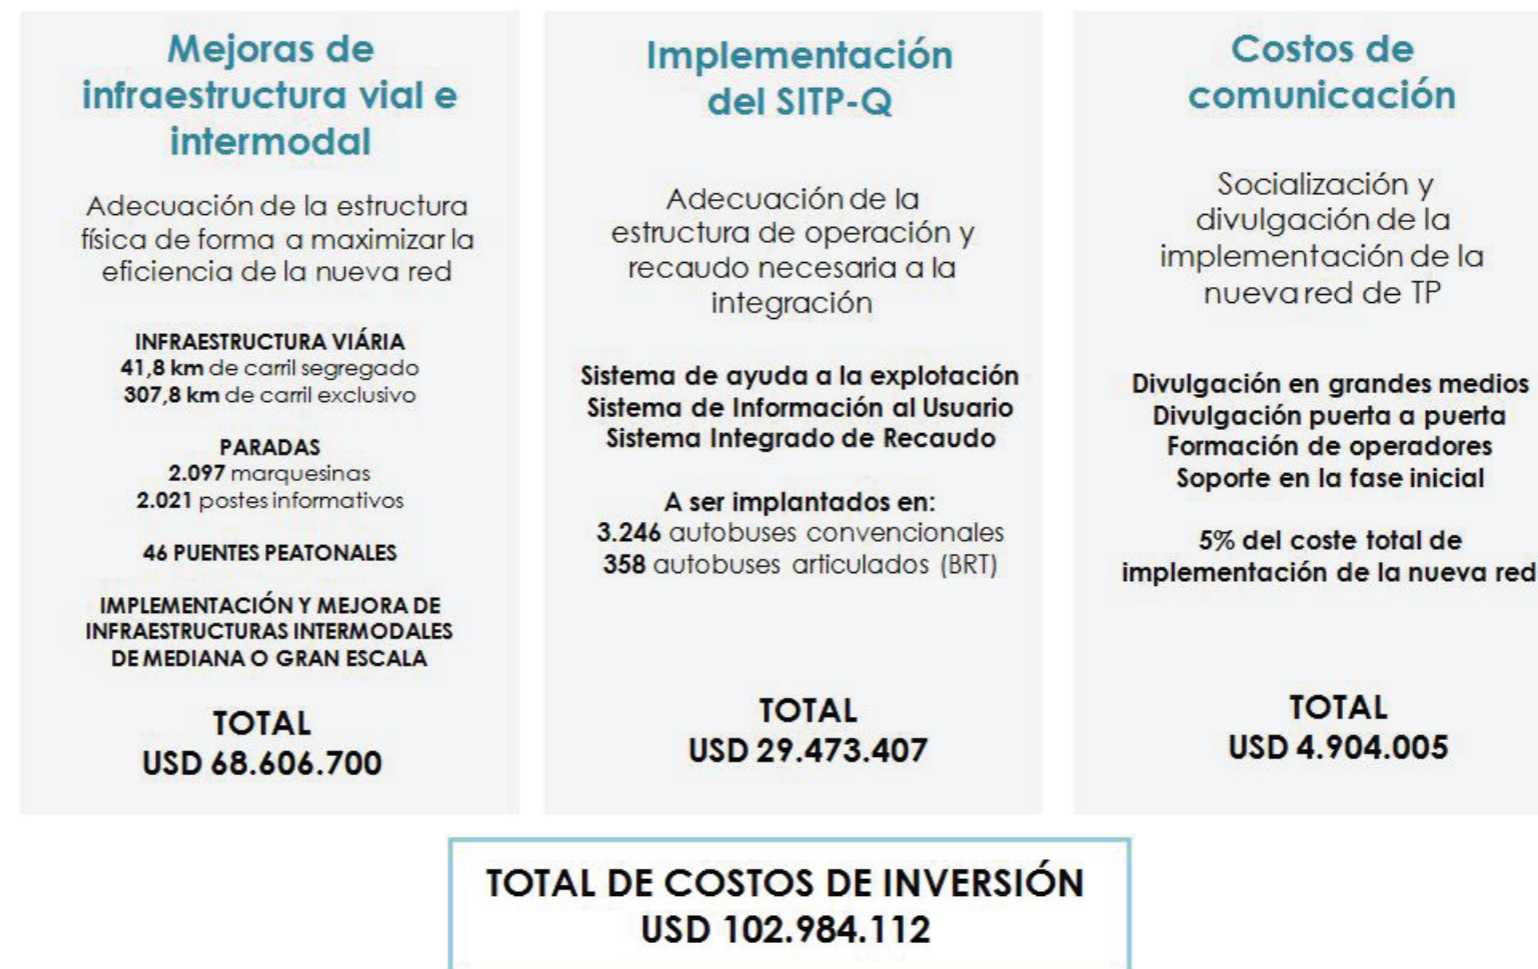 Mejoras de
infraestructura vial e
intermodal
Adecuación de la estructura
física de forma a maximizar la
eficiencia de la nueva red
INFRAESTRUCTURA VIÁRIA
41,8 km de carril segregado
307,8 km de carril exclusivo
PARADAS
2.097 marquesinas
2.021 postes informativos
46 PUENTES PEATONALES
IMPLEMENTACIÓN Y MEJORA DE
INFRAESTRUCTURAS INTERMODALES
DE MEDIANA O GRAN ESCALA
TOTAL
USD 68.606.700
Implementación
del SITP-Q
Adecuación de la
estructura de operación y
recaudo necesaria a la
integración
Sistema de ayuda a la explotación
Sistema de Información al Usuario
Sistema Integrado de Recaudo
A ser implantados en:
3.246 autobuses convencionales
358 autobuses articulados (BRT)
TOTAL
USD 29.473.407
Costos de
comunicación
Socialización y
divulgación de la
implementación de la
nueva red de TP
Divulgación en grandes medios
Divulgación puerta a puerta
Formación de operadores
Soporte en la fase inicial
5% del coste total de
implementación de la nueva red
TOTAL
USD 4.904.005
TOTAL DE COSTOS DE INVERSIÓN
USD 102.984.112